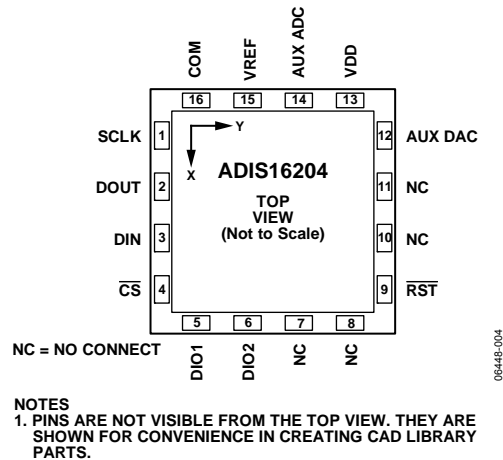 COM
VREF
AUX ADC
VDD
16
15
14
13
SCLK 1
Y
12 AUX DAC
X
ADIS16204
DOUT 2
TOP
VIEW
(Not to Scale)
11 NC
DIN 3
10 NC
CS 4
9 RST
5
6
7
8
NC = NO CONNECT
DIO1
DIO2
NC
NC
06448-004
NOTES
1. PINS ARE NOT VISIBLE FROM THE TOP VIEW. THEY ARE
SHOWN FOR CONVENIENCE IN CREATING CAD LIBRARY
PARTS.